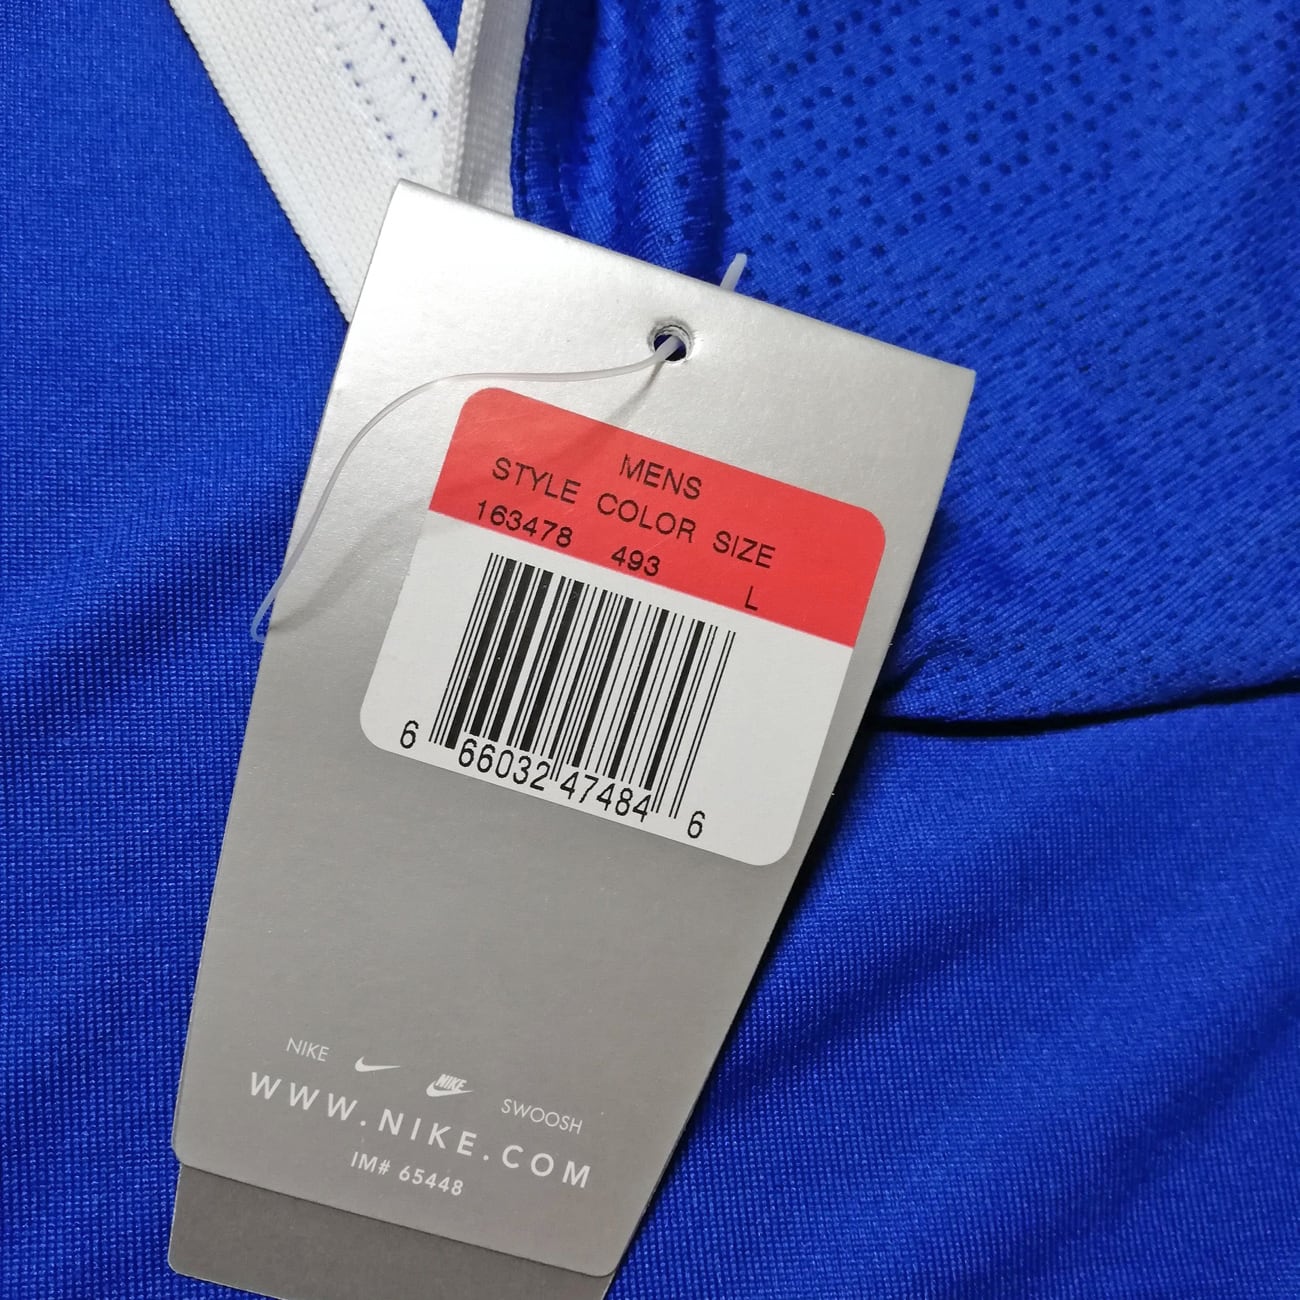 MENS
STYLE COLOR SIZE
163478 493 L
6 66032 47484 6
NIKE NIKE SWOOSH
WWW.NIKE.COM
IM# 65448